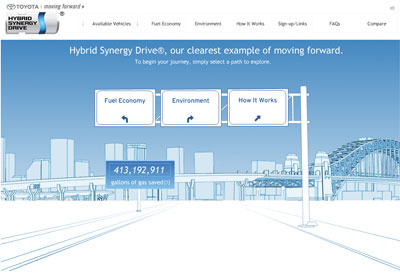 TOYOTA | moving forward ▸
HYBRID SYNERGY DRIVE ®
Available Vehicles Fuel Economy Environment How It Works Sign-up/Links FAQs Compare
Hybrid Synergy Drive®, our clearest example of moving forward.
To begin your journey, simply select a path to explore.
Fuel Economy
Environment
How It Works
413,192,911
gallons of gas saved